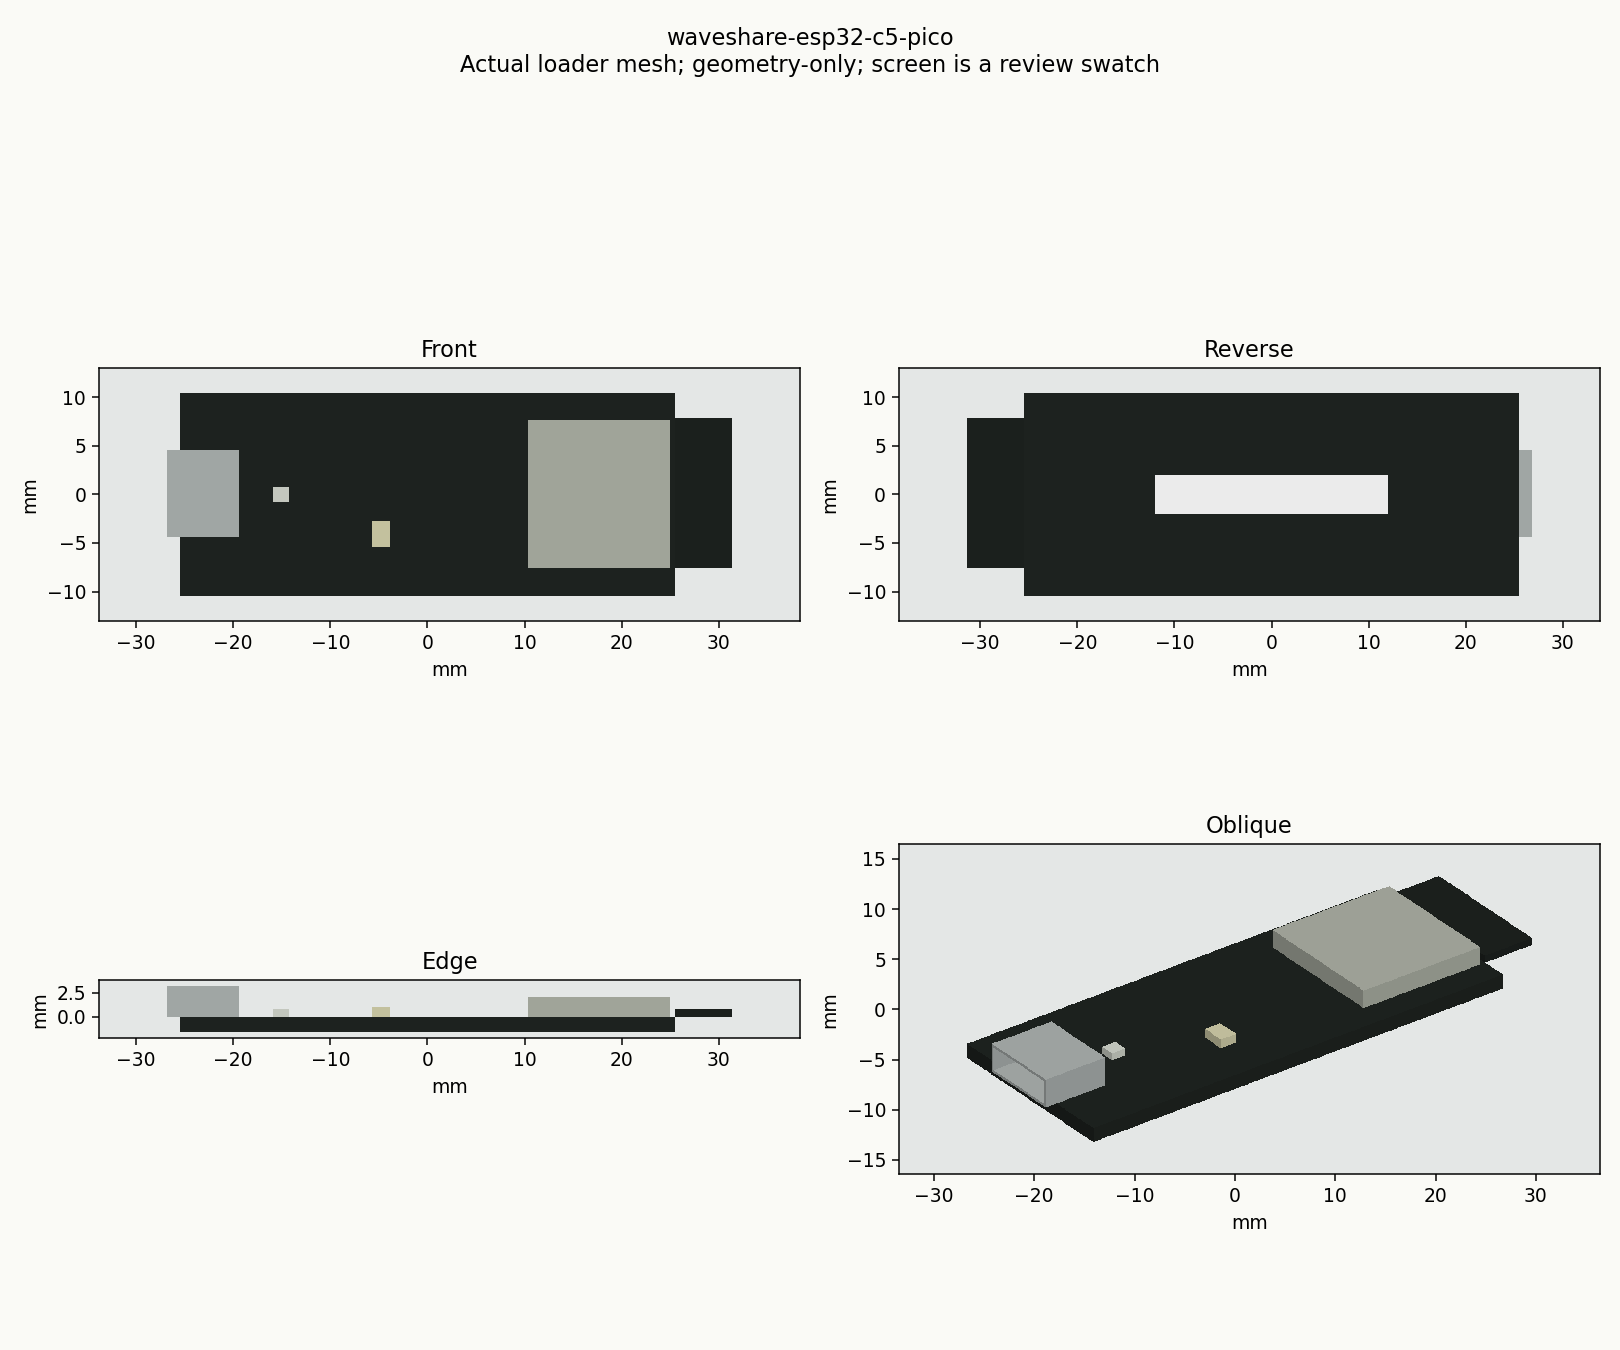 waveshare-esp32-c5-pico
Actual loader mesh; geometry-only; screen is a review swatch
Front
10
5
0
−5
−10
mm
−30 −20 −10 0 10 20 30
mm
Reverse
10
5
0
−5
−10
mm
−30 −20 −10 0 10 20 30
mm
Edge
2.5
0.0
mm
−30 −20 −10 0 10 20 30
mm
Oblique
15
10
5
0
−5
−10
−15
mm
−30 −20 −10 0 10 20 30
mm